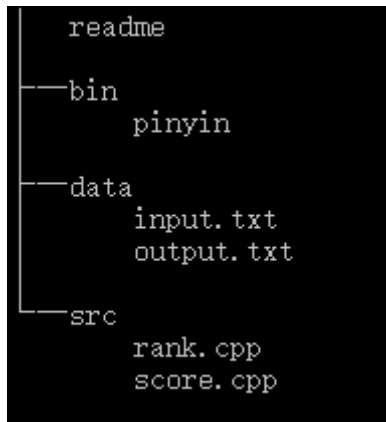 readme
bin
pinyin
data
input.txt
output.txt
src
rank.cpp
score.cpp